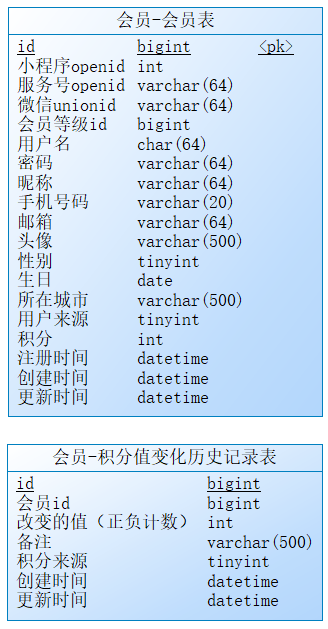 会员-会员表
id bigint <pk>
小程序openid int
服务号openid varchar(64)
微信unionid varchar(64)
会员等级id bigint
用户名 char(64)
密码 varchar(64)
昵称 varchar(64)
手机号码 varchar(20)
邮箱 varchar(64)
头像 varchar(500)
性别 tinyint
生日 date
所在城市 varchar(500)
用户来源 tinyint
积分 int
注册时间 datetime
创建时间 datetime
更新时间 datetime
会员-积分值变化历史记录表
id bigint
会员id bigint
改变的值（正负计数） int
备注 varchar(500)
积分来源 tinyint
创建时间 datetime
更新时间 datetime